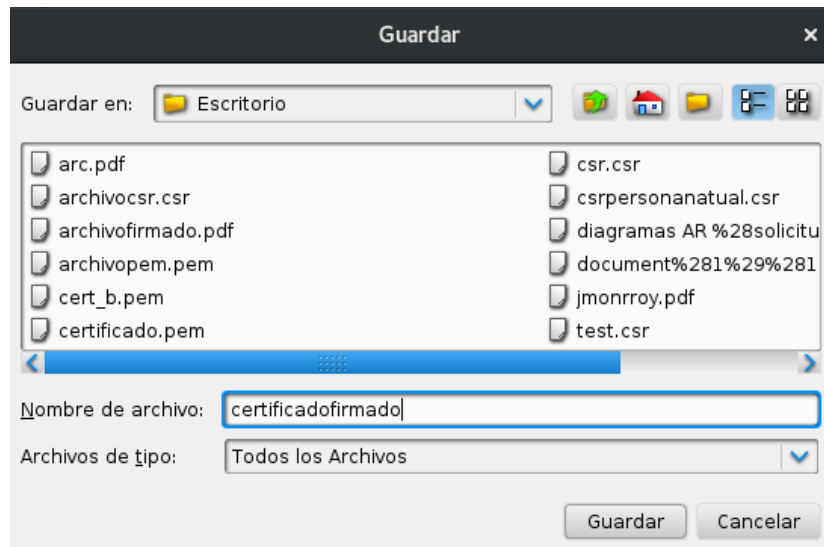 Guardar
Guardar en: Escritorio
arc.pdf
archivocsr.csr
archivofirmado.pdf
archivopem.pem
cert_b.pem
certificado.pem
csr.csr
csrpersonanatual.csr
diagramas AR %28solicitu
document%281%29%281
jmonrroy.pdf
test.csr
Nombre de archivo: certificadofirmado
Archivos de tipo: Todos los Archivos
Guardar Cancelar